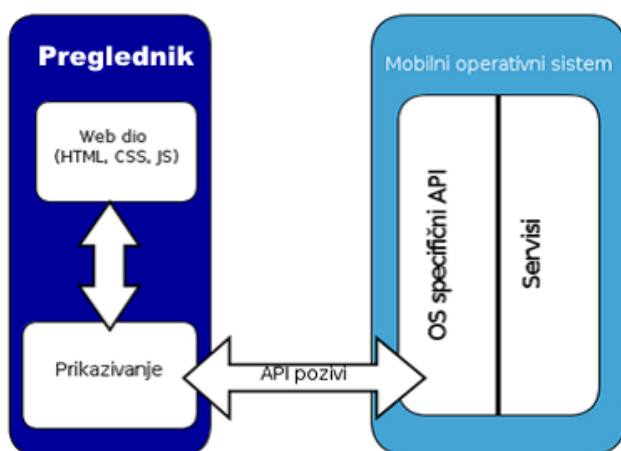 Preglednik
Web dio
(HTML, CSS, JS)
Prikazivanje
API pozivi
Mobilni operativni sistem
OS specifični API
Servisi